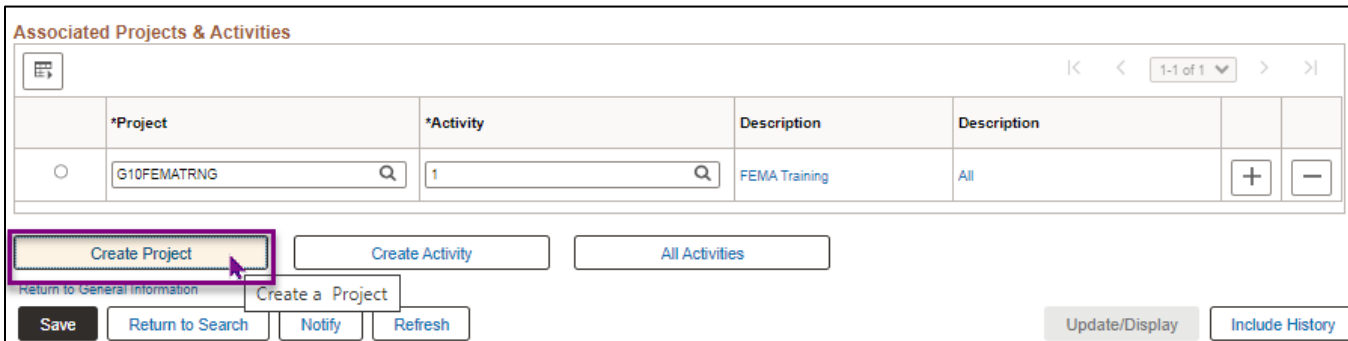 Associated Projects & Activities
1-1 of 1
*Project *Activity Description Description
G10FEMATRNG 1 FEMA Training All
Create Project Create Activity All Activities
Return to General Information
Create a Project
Save Return to Search Notify Refresh Update/Display Include History